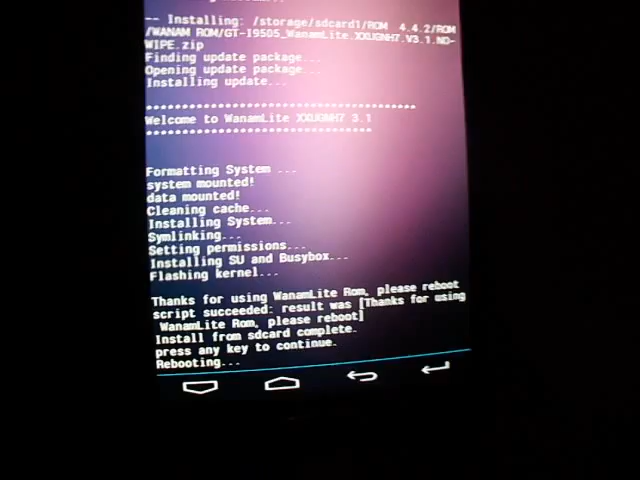 -- Installing: /storage/sdcard1/ROM 4.4.2/ROM
/WANAM ROM/GT-I9505_WanamLite.XXUGNH7.V3.1.NO-
WIPE.zip
Finding update package...
Opening update package...
Installing update...
****************************************
Welcome to WanamLite XXUGNH7 3.1
**********************************
Formatting System ...
system mounted!
data mounted!
Cleaning cache...
Installing System...
Symlinking...
Setting permissions...
Installing SU and Busybox...
Flashing kernel...
Thanks for using WanamLite Rom, please reboot
script succeeded: result was [Thanks for using
WanamLite Rom, please reboot]
Install from sdcard complete.
press any key to continue.
Rebooting...